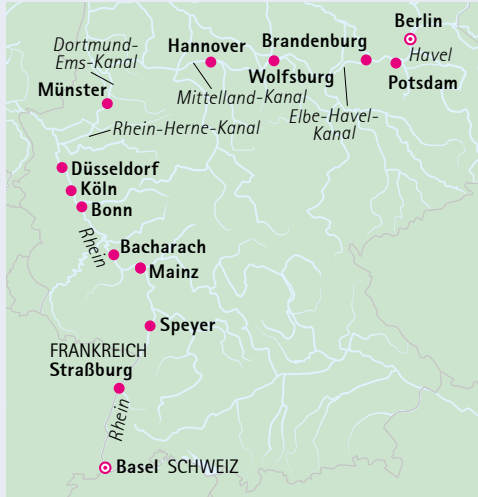 Berlin
Dortmund-
Ems-Kanal
Hannover
Brandenburg
Havel
Wolfsburg
Potsdam
Münster
Mittelland-Kanal
Elbe-Havel-
Kanal
Rhein-Herne-Kanal
Düsseldorf
Köln
Bonn
Rhein
Bacharach
Mainz
Speyer
FRANKREICH
Straßburg
Rhein
Basel SCHWEIZ